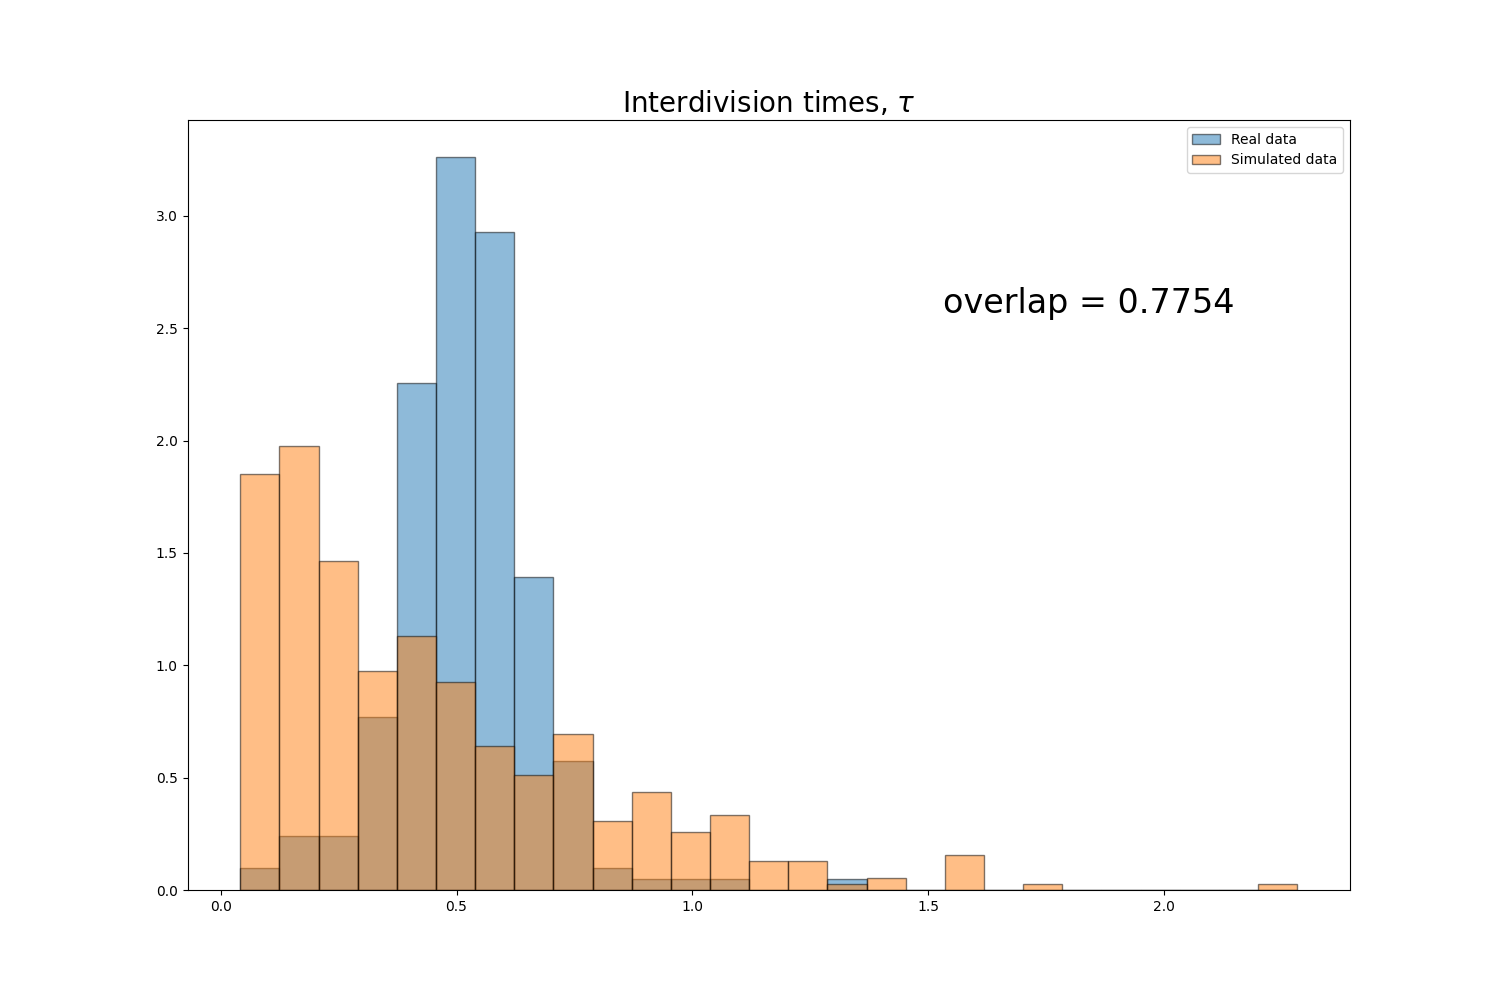 Interdivision times, τ
Real data
Simulated data
overlap = 0.7754
3.0
2.5
2.0
1.5
1.0
0.5
0.0
0.0 0.5 1.0 1.5 2.0